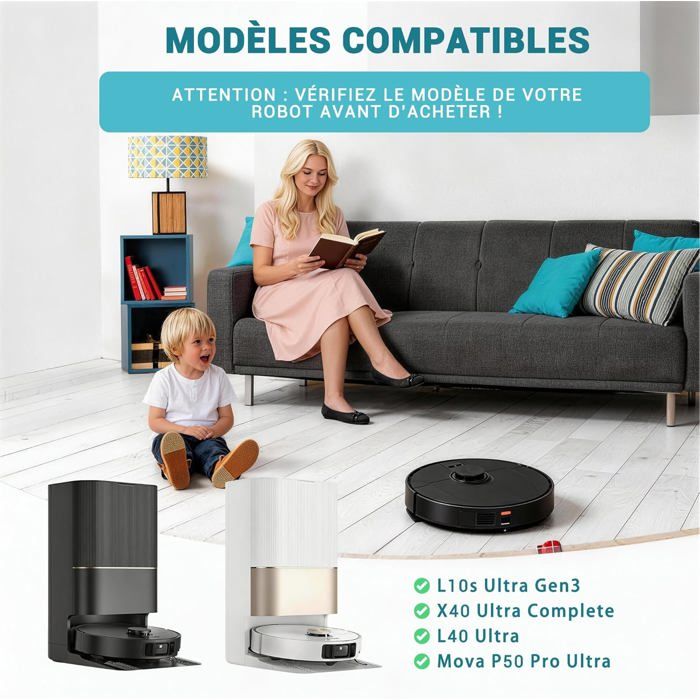 MODÈLES COMPATIBLES
ATTENTION : VÉRIFIEZ LE MODÈLE DE VOTRE
ROBOT AVANT D'ACHETER !
L10s Ultra Gen3
X40 Ultra Complete
L40 Ultra
Mova P50 Pro Ultra